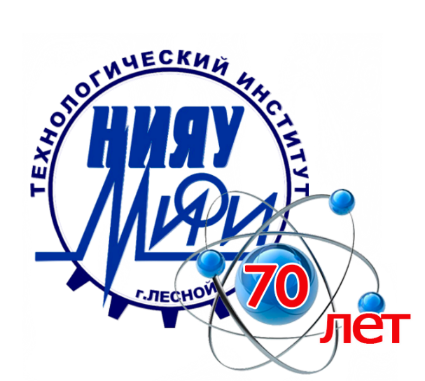 ТЕХНОЛОГИЧЕСКИЙ ИНСТИТУТ
НИЯУ
МИФИ
г.ЛЕСНОЙ
70
лет